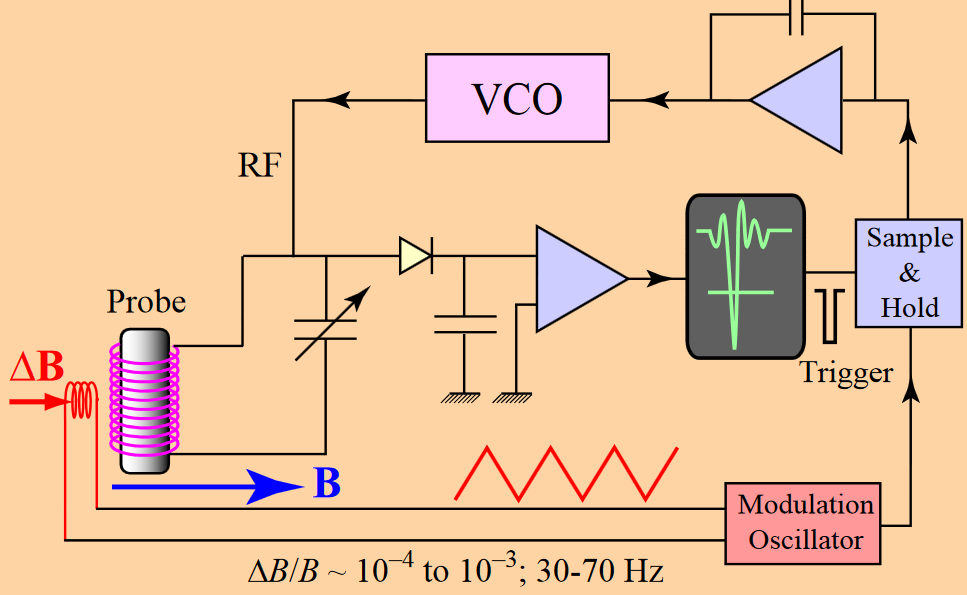 VCO
RF
Sample
&
Hold
Probe
ΔB
Trigger
B
Modulation
Oscillator
ΔB/B ~ 10⁻⁴ to 10⁻³; 30-70 Hz